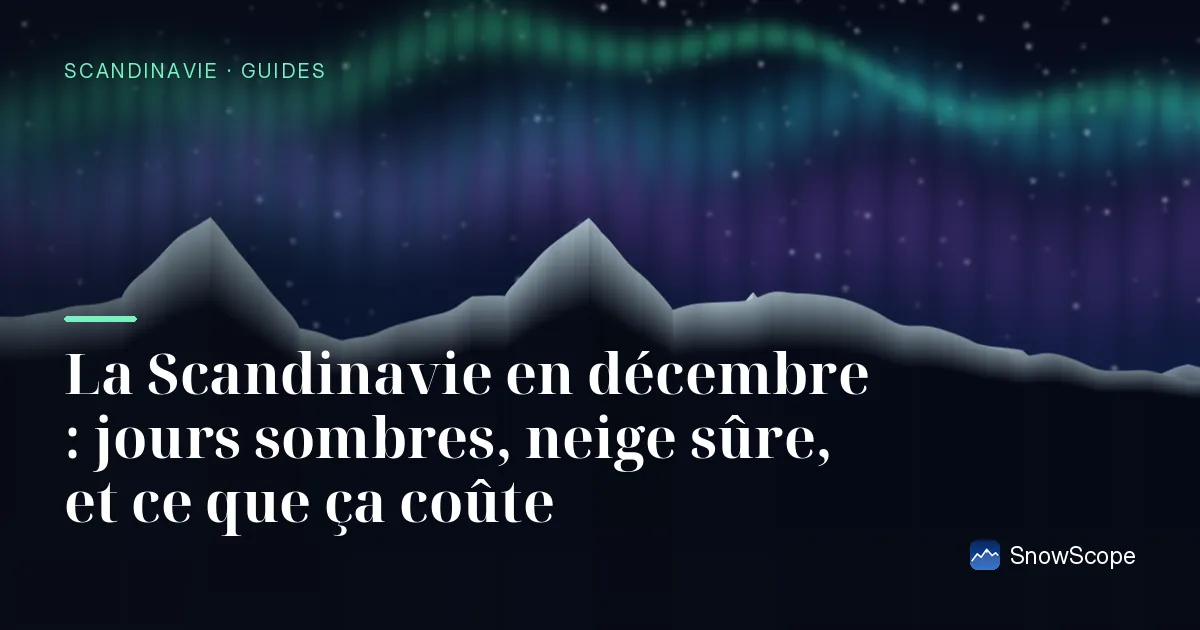 SCANDINAVIE · GUIDES
La Scandinavie en décembre
: jours sombres, neige sûre,
et ce que ça coûte
SnowScope